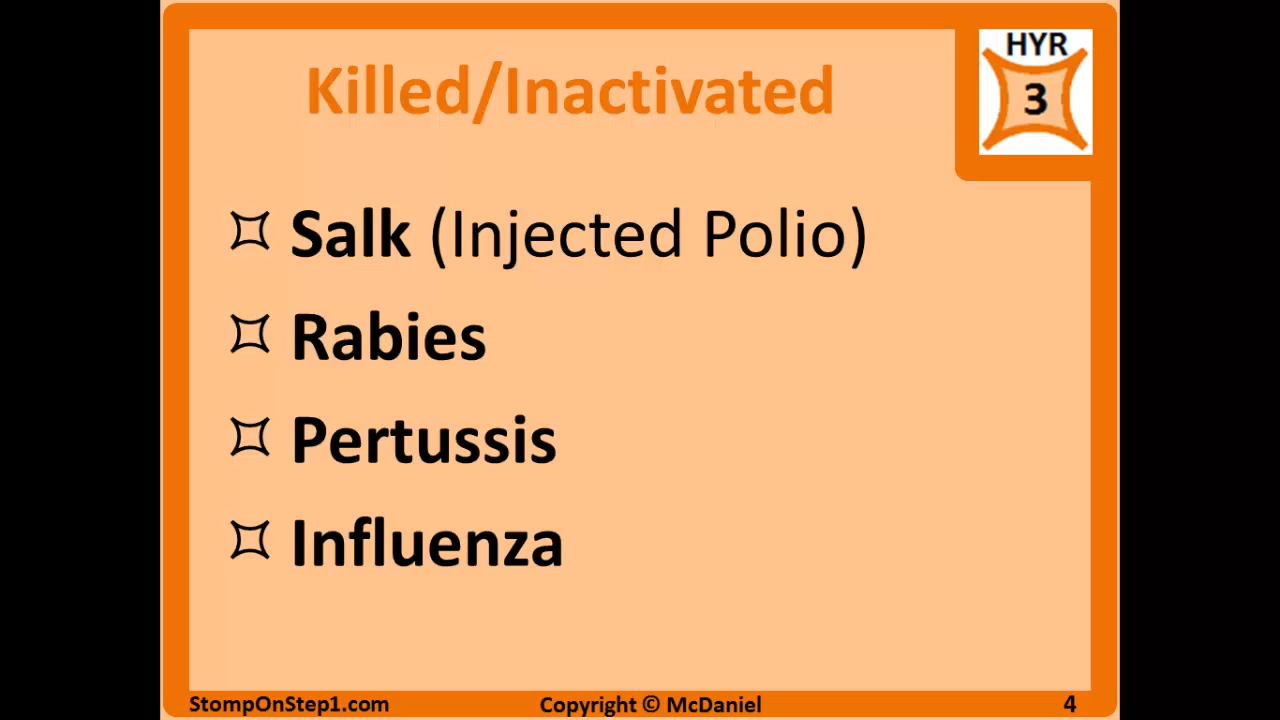 Killed/Inactivated
HYR
3
Salk (Injected Polio)
Rabies
Pertussis
Influenza
StompOnStep1.com
Copyright © McDaniel
4